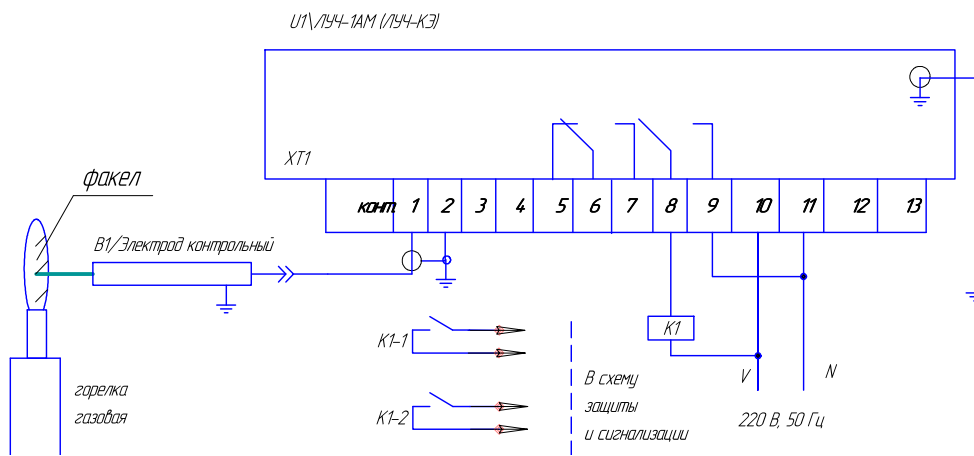 U1\ЛУЧ-1АМ (ЛУЧ-КЭ)
XT1
факел
конт. 1 2 3 4 5 6 7 8 9 10 11 12 13
В1/Электрод контрольный
К1
К1-1
К1-2
горелка
газовая
В схему
защиты
и сигнализации
V
N
220 В, 50 Гц